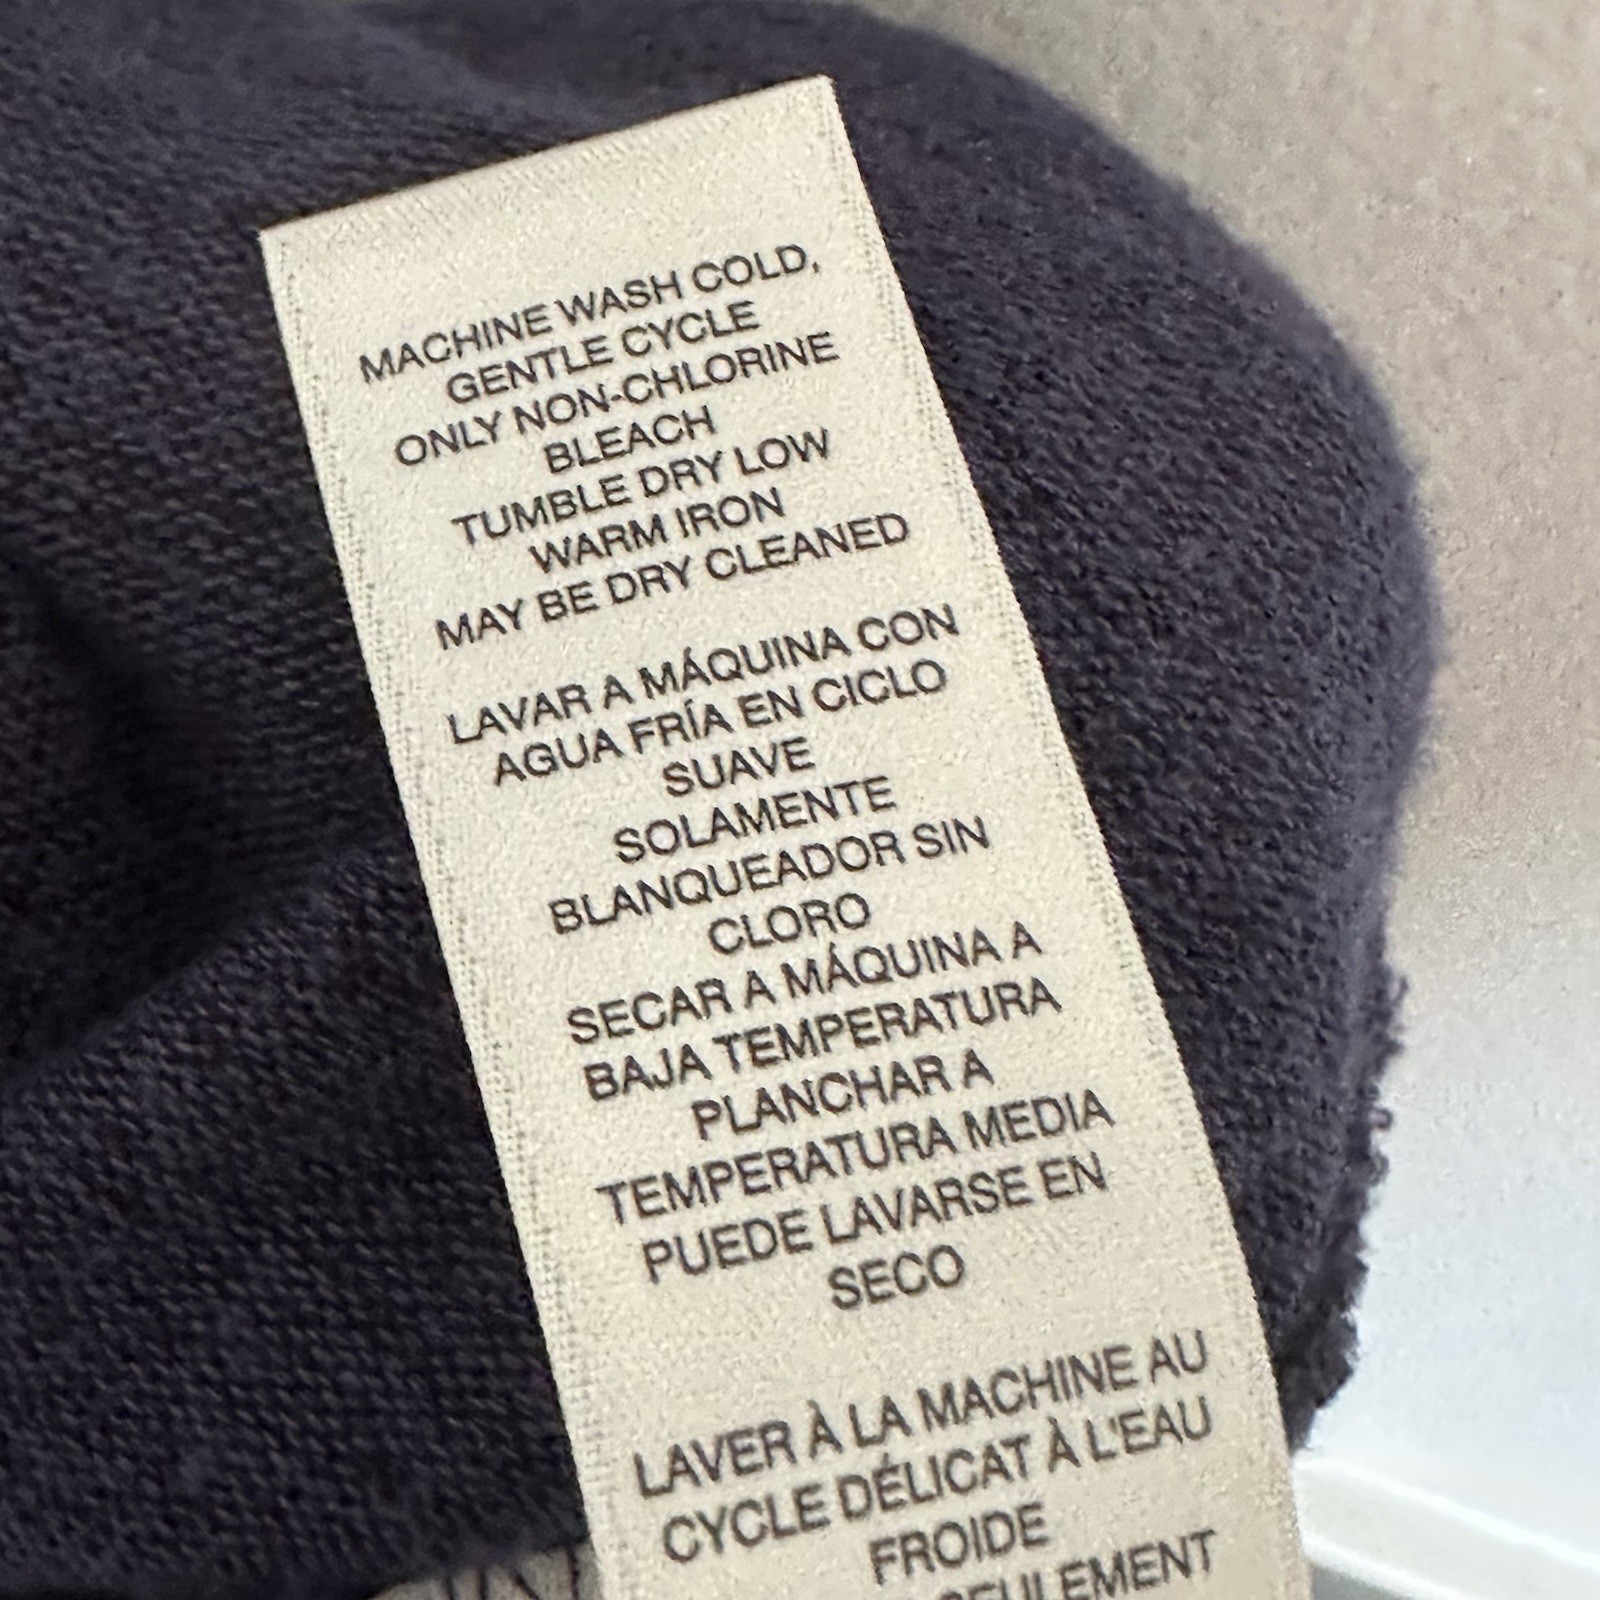 MACHINE WASH COLD,
GENTLE CYCLE
ONLY NON-CHLORINE
BLEACH
TUMBLE DRY LOW
WARM IRON
MAY BE DRY CLEANED
LAVAR A MÁQUINA CON
AGUA FRÍA EN CICLO
SUAVE
SOLAMENTE
BLANQUEADOR SIN
CLORO
SECAR A MÁQUINA A
BAJA TEMPERATURA
PLANCHAR A
TEMPERATURA MEDIA
PUEDE LAVARSE EN
SECO
LAVER À LA MACHINE AU
CYCLE DÉLICAT À L'EAU
FROIDE
SEULEMENT